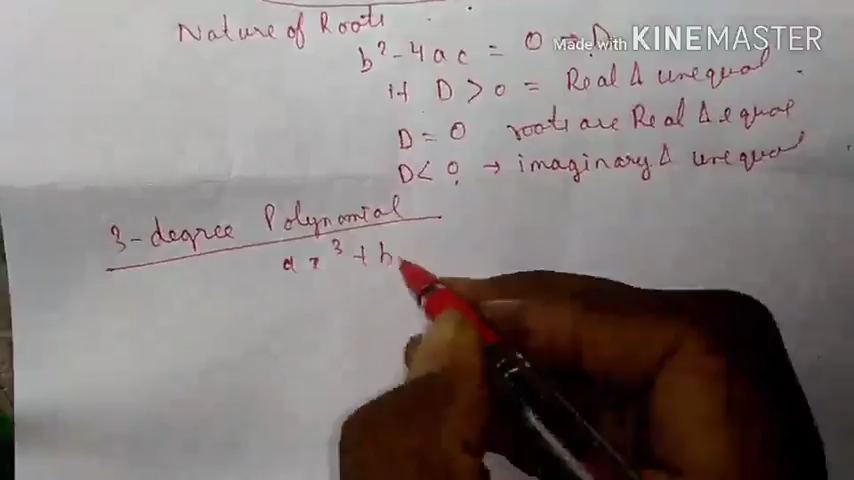 Nature of Roots
b²-4ac = 0 → D
Made with KINEMASTER
if D > 0 = Real Δ unequal
D = 0 roots are Real Δ equal
D < 0 → imaginary Δ unequal
3-degree Polynomial
ax³ + b